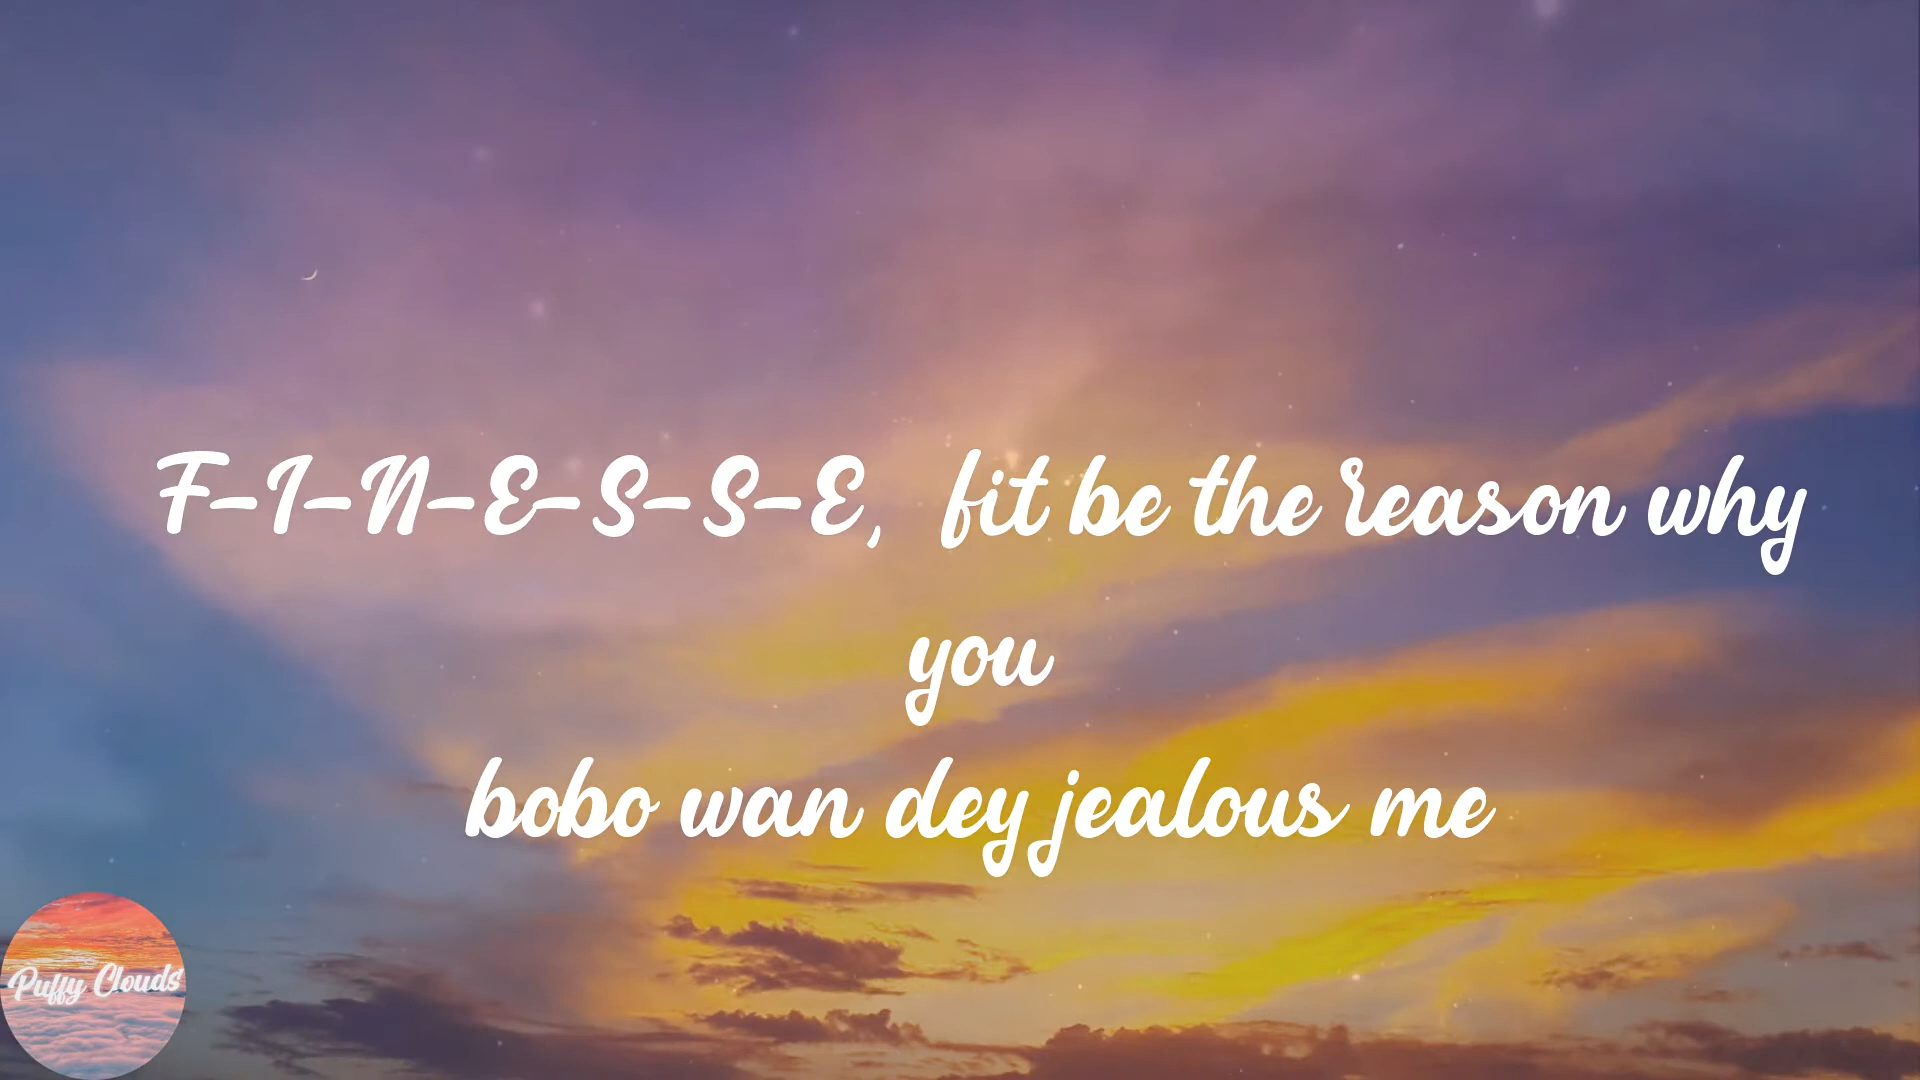 F-I-N-E-S-S-E, fit be the reason why
you
bobo wan dey jealous me
Puffy Clouds